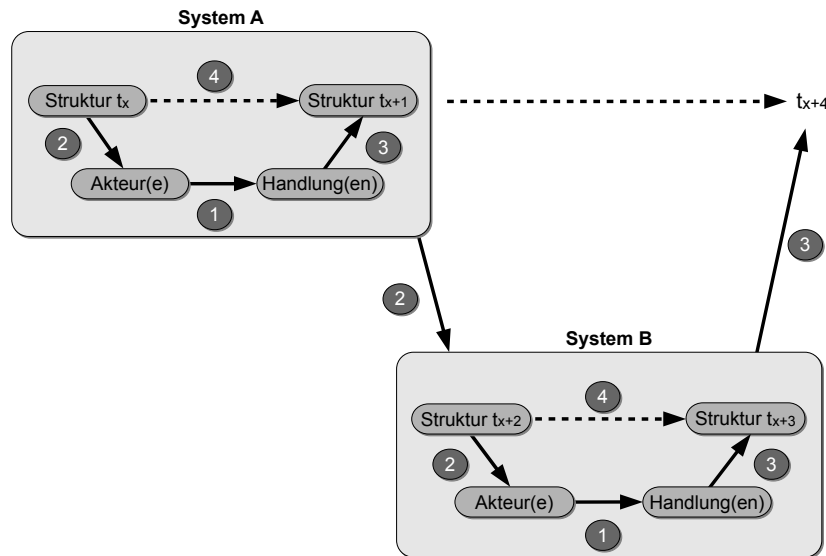 System A
4
Struktur tx
Struktur tx+1
tx+4
2
3
Akteur(e)
Handlung(en)
1
3
2
System B
4
Struktur tx+2
Struktur tx+3
2
3
Akteur(e)
Handlung(en)
1